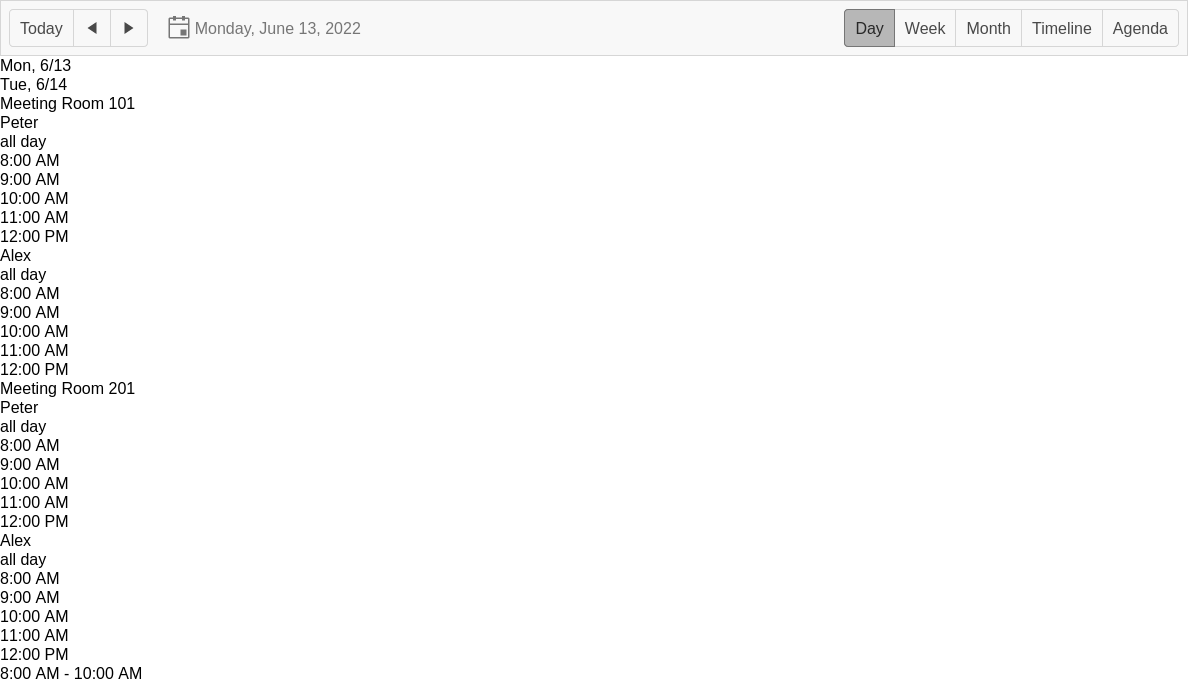 Today Monday, June 13, 2022 Day Week Month Timeline Agenda
Mon, 6/13
Tue, 6/14
Meeting Room 101
Peter
all day
8:00 AM
9:00 AM
10:00 AM
11:00 AM
12:00 PM
Alex
all day
8:00 AM
9:00 AM
10:00 AM
11:00 AM
12:00 PM
Meeting Room 201
Peter
all day
8:00 AM
9:00 AM
10:00 AM
11:00 AM
12:00 PM
Alex
all day
8:00 AM
9:00 AM
10:00 AM
11:00 AM
12:00 PM
8:00 AM - 10:00 AM